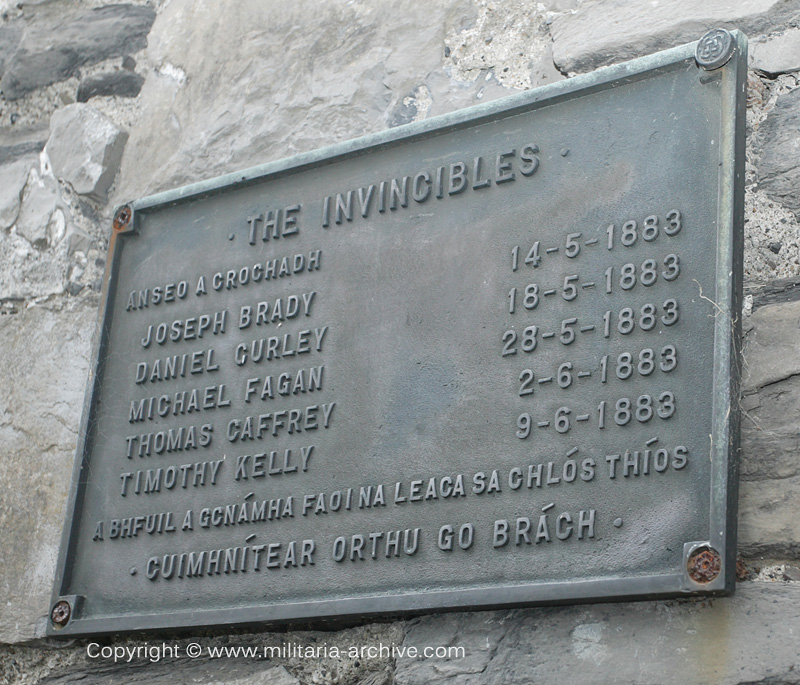 · THE INVINCIBLES ·
ANSEO A CROCHADH
JOSEPH BRADY 14-5-1883
DANIEL CURLEY 18-5-1883
MICHAEL FAGAN 28-5-1883
THOMAS CAFFREY 2-6-1883
TIMOTHY KELLY 9-6-1883
A BHFUIL A GCNÁMHA FAOI NA LEACA SA CHLÓS THÍOS
· CUIMHNÍTEAR ORTHU GO BRÁCH ·
Copyright © www.militaria-archive.com